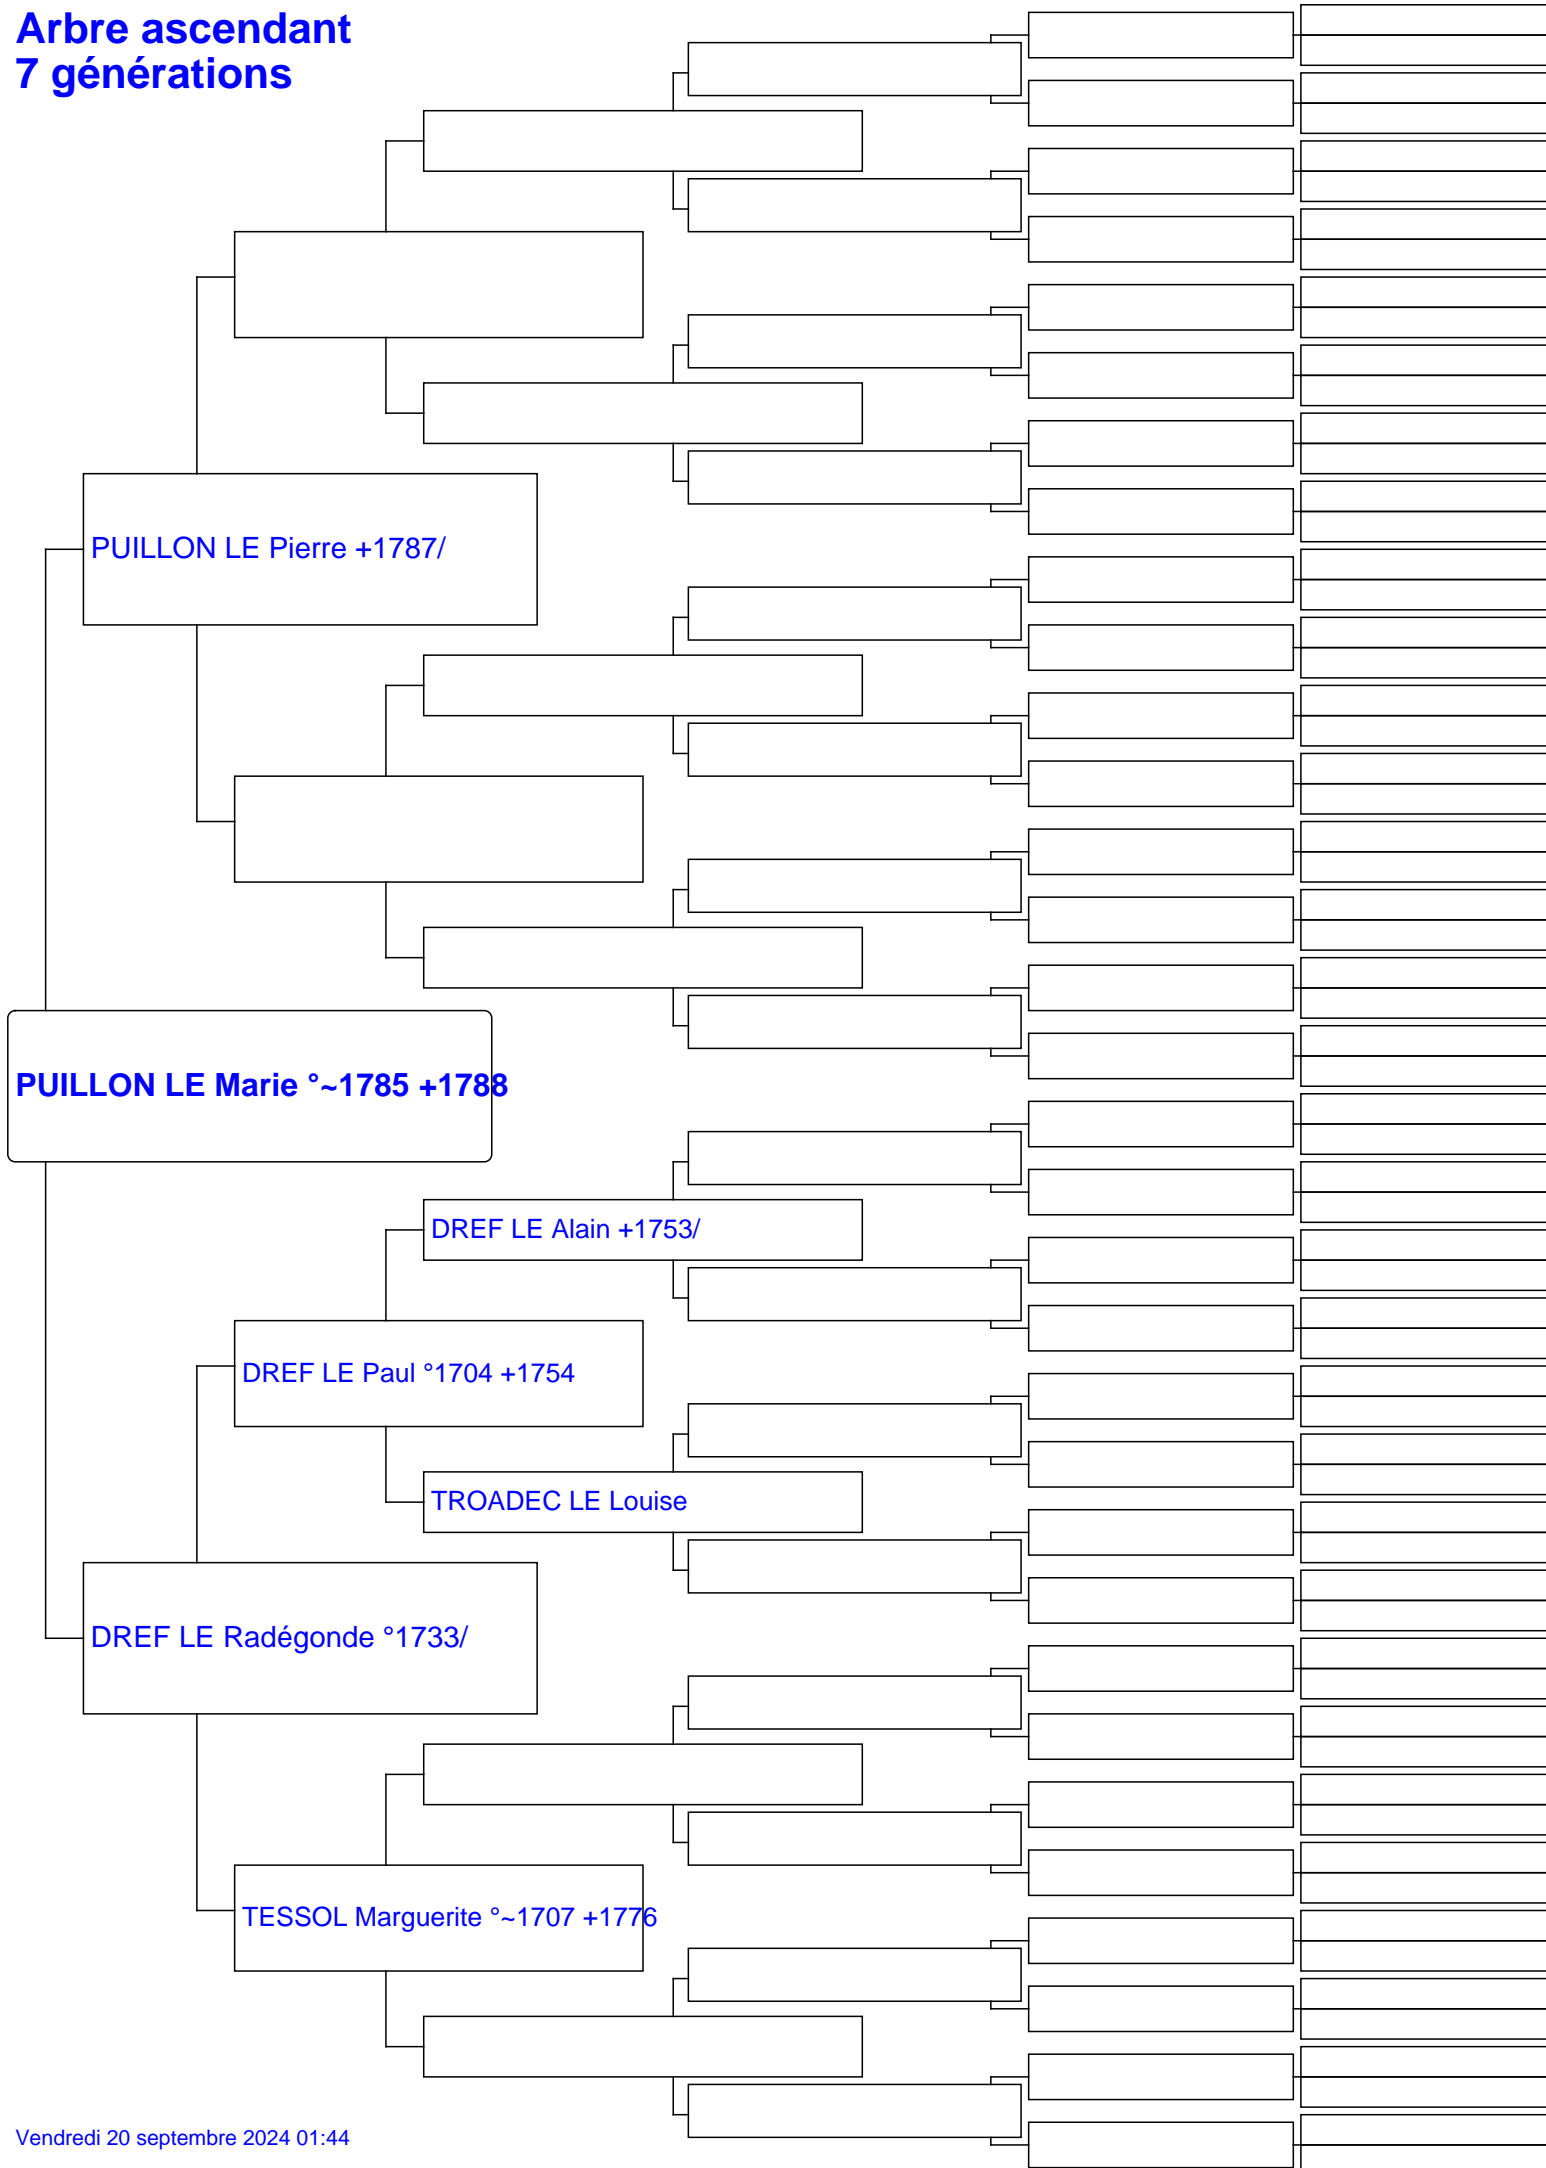 Arbre ascendant
7 générations
PUILLON LE Pierre +1787/
PUILLON LE Marie °~1785 +1788
DREF LE Alain +1753/
DREF LE Paul °1704 +1754
TROADEC LE Louise
DREF LE Radégonde °1733/
TESSOL Marguerite °~1707 +1776
Vendredi 20 septembre 2024 01:44